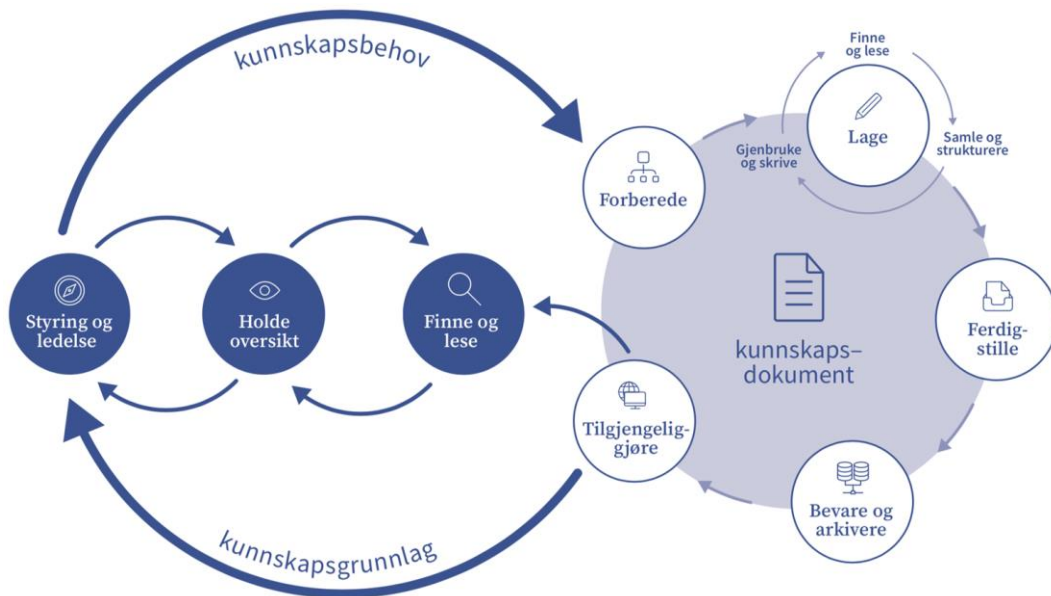 kunnskapsbehov
Finne
og lese
Lage
Samle og
strukturere
Gjenbruke
og skrive
Forberede
Styring og
ledelse
Holde
oversikt
Finne og
lese
kunnskaps–
dokument
Ferdig-
stille
Tilgjengelig-
gjøre
Bevare og
arkivere
kunnskapsgrunnlag